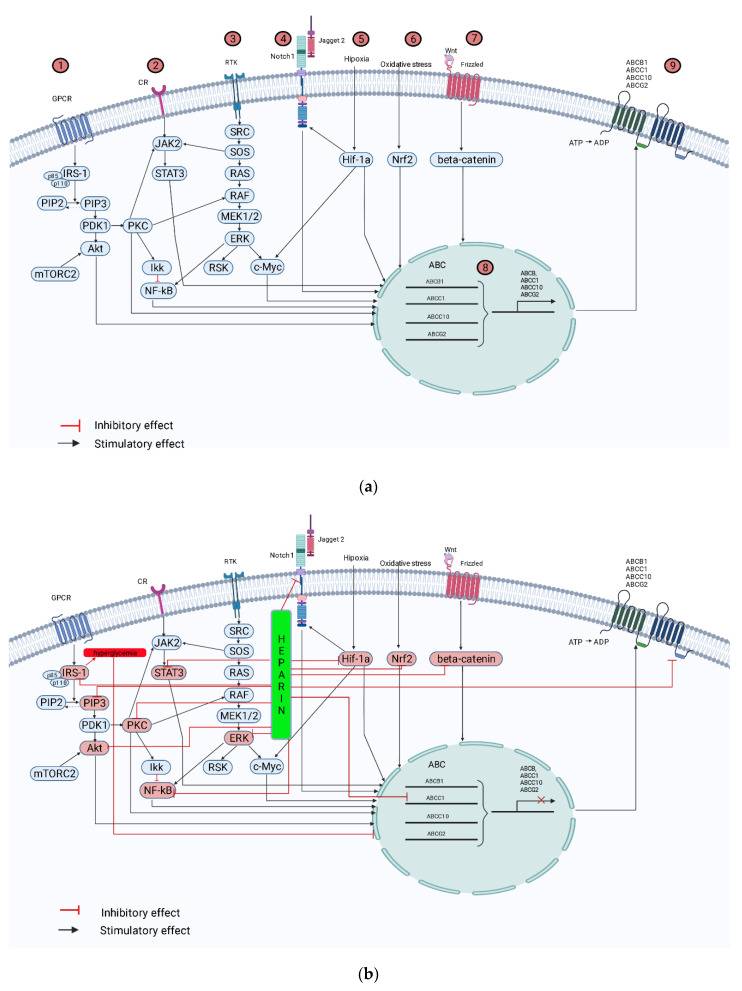 1
2
3
4
5
6
7
Jagget 2
Notch1
Hipoxia
Oxidative stress
Wnt
Frizzled
ABCB1
ABCC1
ABCC10
ABCG2
9
GPCR
CR
RTK
ATP → ADP
SRC
JAK2
SOS
Hif-1a
Nrf2
beta-catenin
p85
p110
IRS-1
STAT3
RAS
PIP2
PIP3
RAF
MEK1/2
PDK1
PKC
ERK
Akt
mTORC2
Ikk
RSK
c-Myc
NF-kB
ABC
8
ABCB1
ABCC1
ABCC10
ABCG2
ABCB,
ABCC1
ABCC10
ABCG2
Inhibitory effect
Stimulatory effect
(a)
Jagget 2
Notch1
Hipoxia
Oxidative stress
Wnt
Frizzled
ABCB1
ABCC1
ABCC10
ABCG2
GPCR
CR
RTK
ATP → ADP
HEPARIN
SRC
JAK2
SOS
hyperglycemia
Hif-1a
Nrf2
beta-catenin
p85
p110
IRS-1
STAT3
RAS
PIP2
PIP3
RAF
MEK1/2
PDK1
PKC
ERK
Akt
mTORC2
Ikk
RSK
c-Myc
NF-kB
ABC
ABCB1
ABCC1
ABCC10
ABCG2
ABCB,
ABCC1
ABCC10
ABCG2
Inhibitory effect
Stimulatory effect
(b)